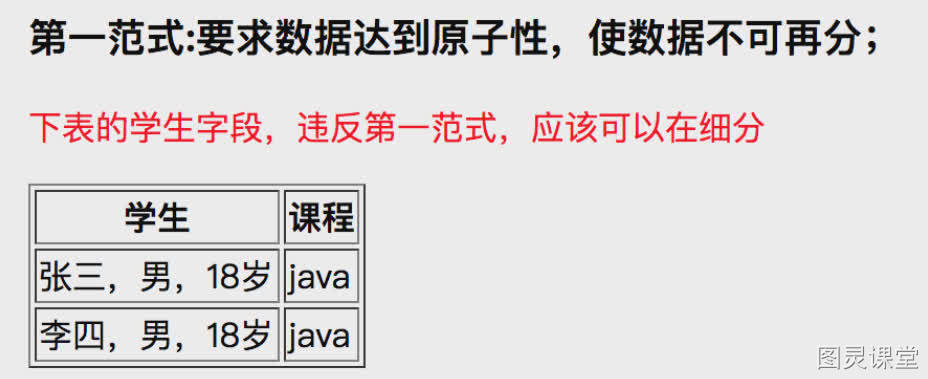 第一范式:要求数据达到原子性，使数据不可再分；
下表的学生字段，违反第一范式，应该可以在细分
学生 课程
张三，男，18岁 java
李四，男，18岁 java
图灵课堂